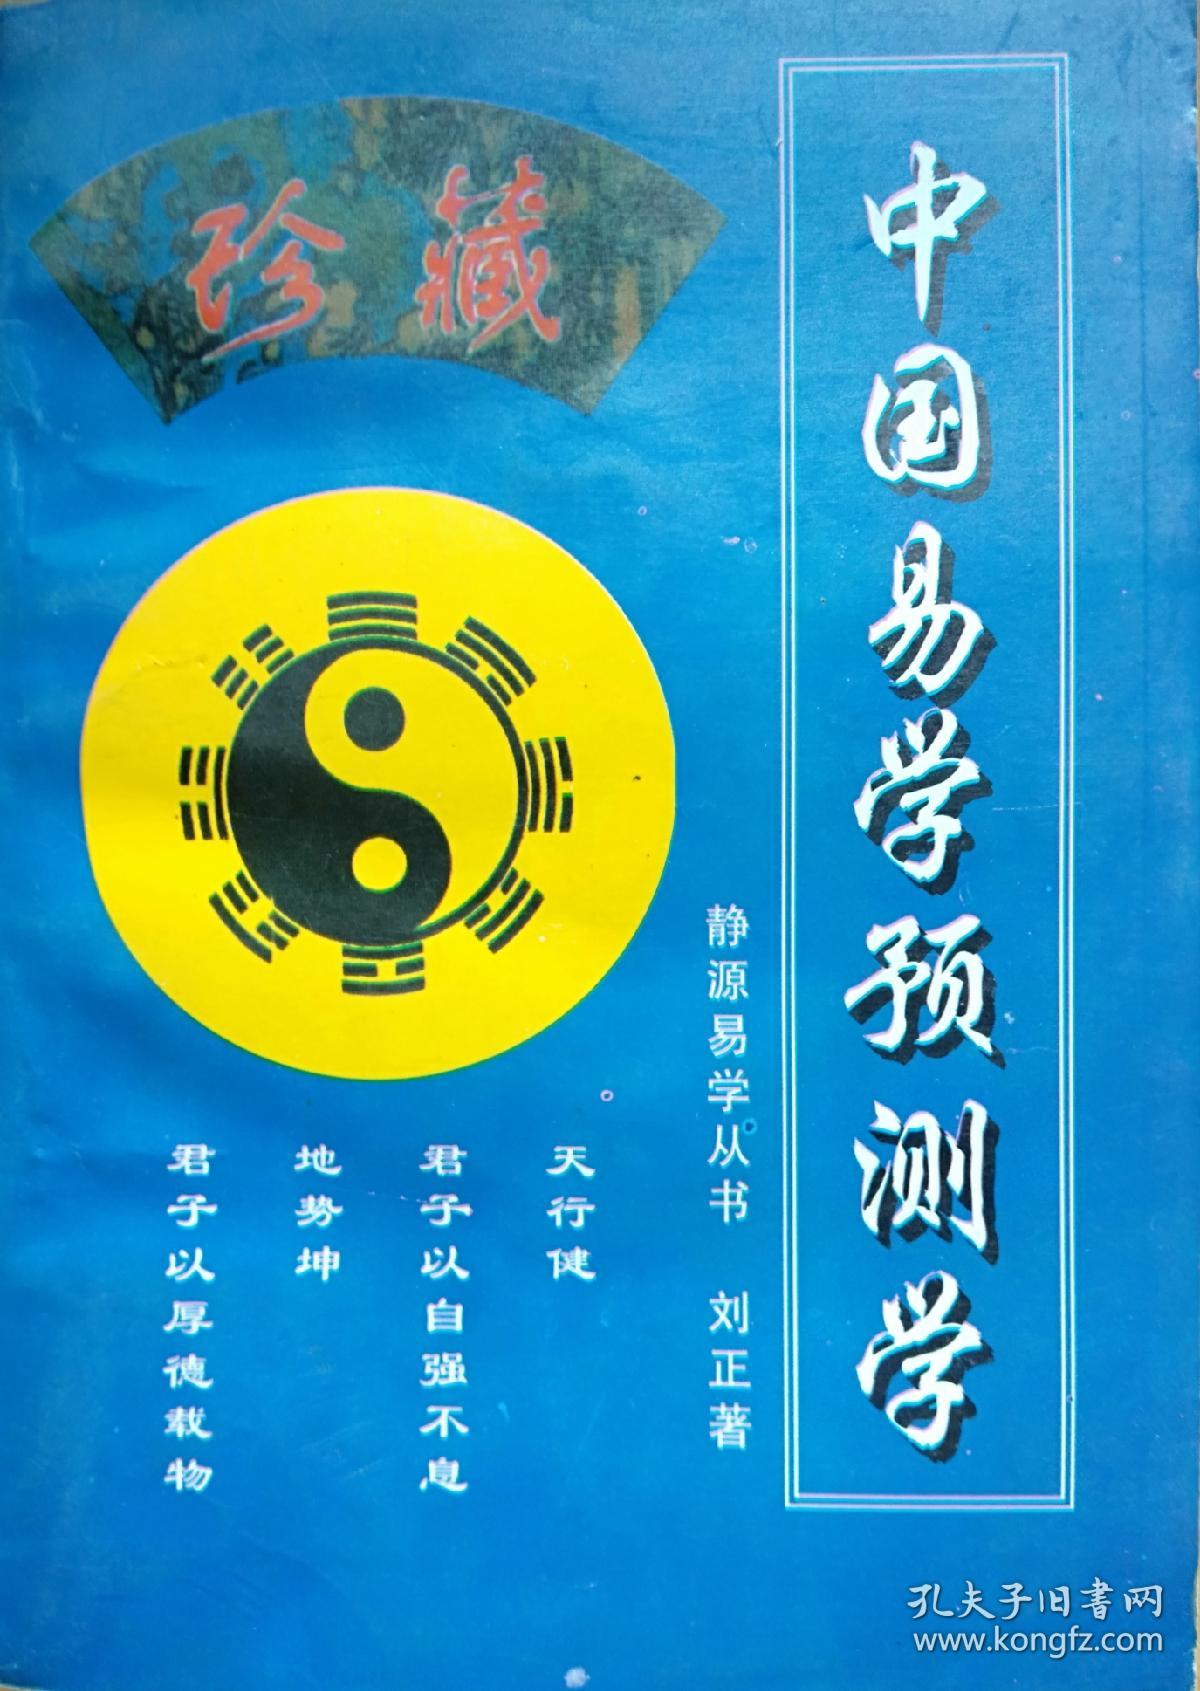 珍藏
中国易学预测学
静源易学丛书 刘正著
天行健
君子以自强不息
地势坤
君子以厚德载物
孔夫子旧书网
www.kongfz.com